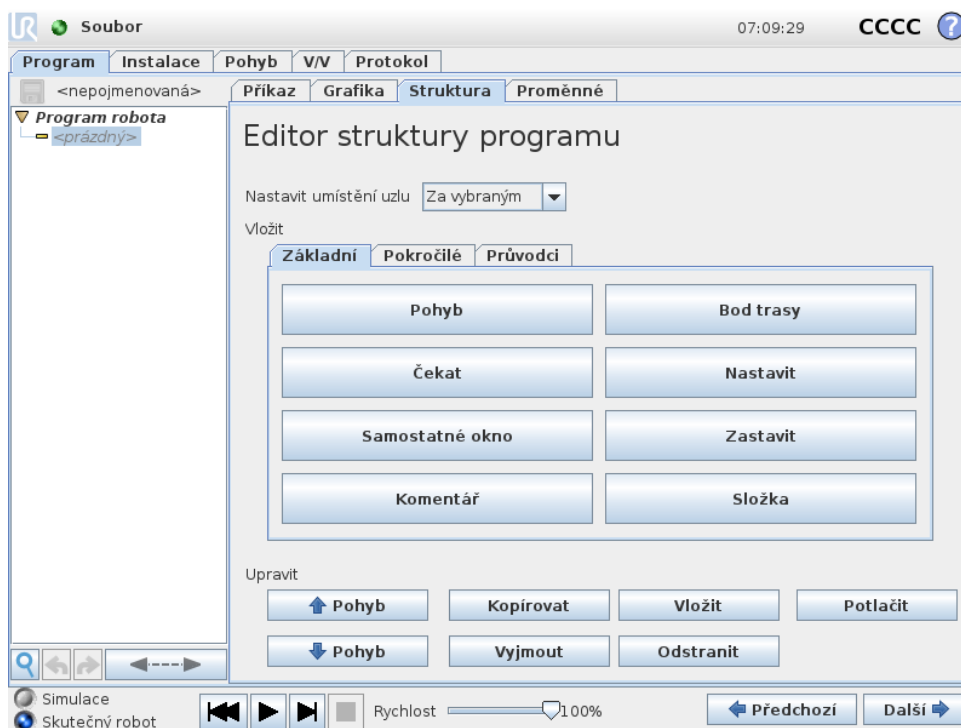 UR Soubor 07:09:29 CCCC ?
Program Instalace Pohyb V/V Protokol
<nepojmenovaná> Příkaz Grafika Struktura Proměnné
Program robota
<prázdný>
Editor struktury programu
Nastavit umístění uzlu Za vybraným
Vložit
Základní Pokročilé Průvodci
Pohyb Bod trasy
Čekat Nastavit
Samostatné okno Zastavit
Komentář Složka
Upravit
Pohyb Kopírovat Vložit Potlačit
Pohyb Vyjmout Odstranit
Simulace
Skutečný robot
Rychlost 100% Předchozí Další